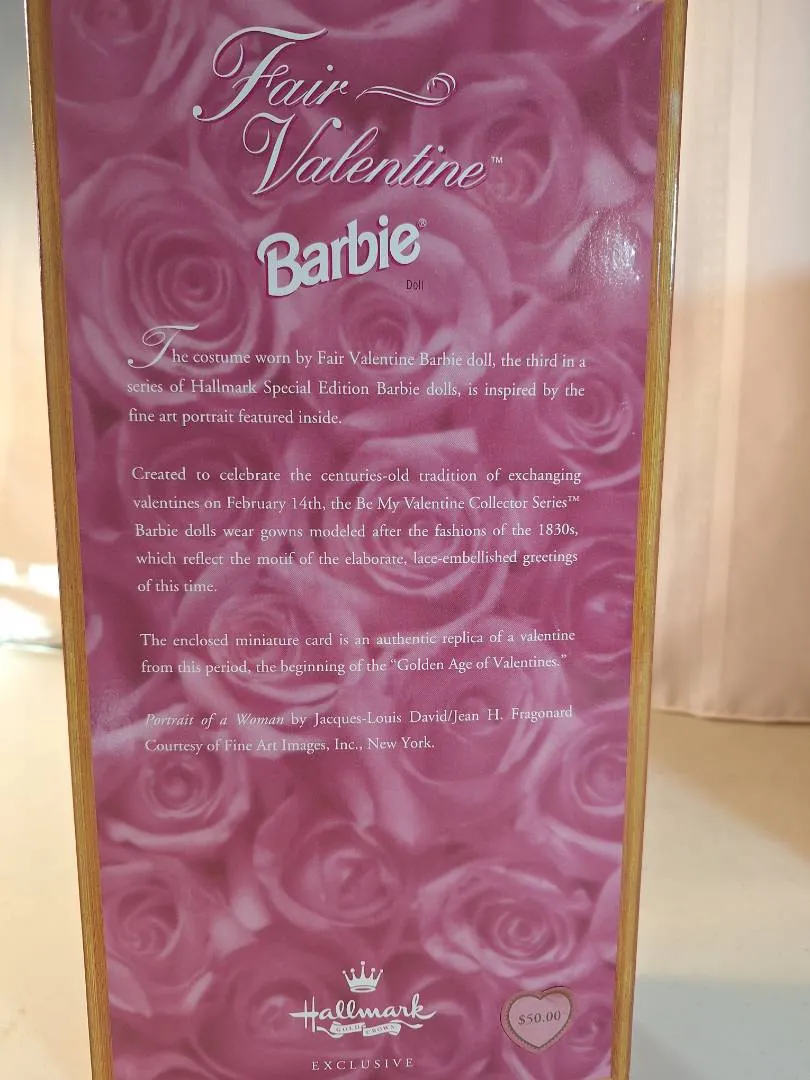 Fair
Valentine™
Barbie®
Doll
The costume worn by Fair Valentine Barbie doll, the third in a
series of Hallmark Special Edition Barbie dolls, is inspired by the
fine art portrait featured inside.
Created to celebrate the centuries-old tradition of exchanging
valentines on February 14th, the Be My Valentine Collector Series™
Barbie dolls wear gowns modeled after the fashions of the 1830s,
which reflect the motif of the elaborate, lace-embellished greetings
of this time.
The enclosed miniature card is an authentic replica of a valentine
from this period, the beginning of the “Golden Age of Valentines.”
Portrait of a Woman by Jacques-Louis David/Jean H. Fragonard
Courtesy of Fine Art Images, Inc., New York.
Hallmark
GOLD CROWN
EXCLUSIVE
$50.00